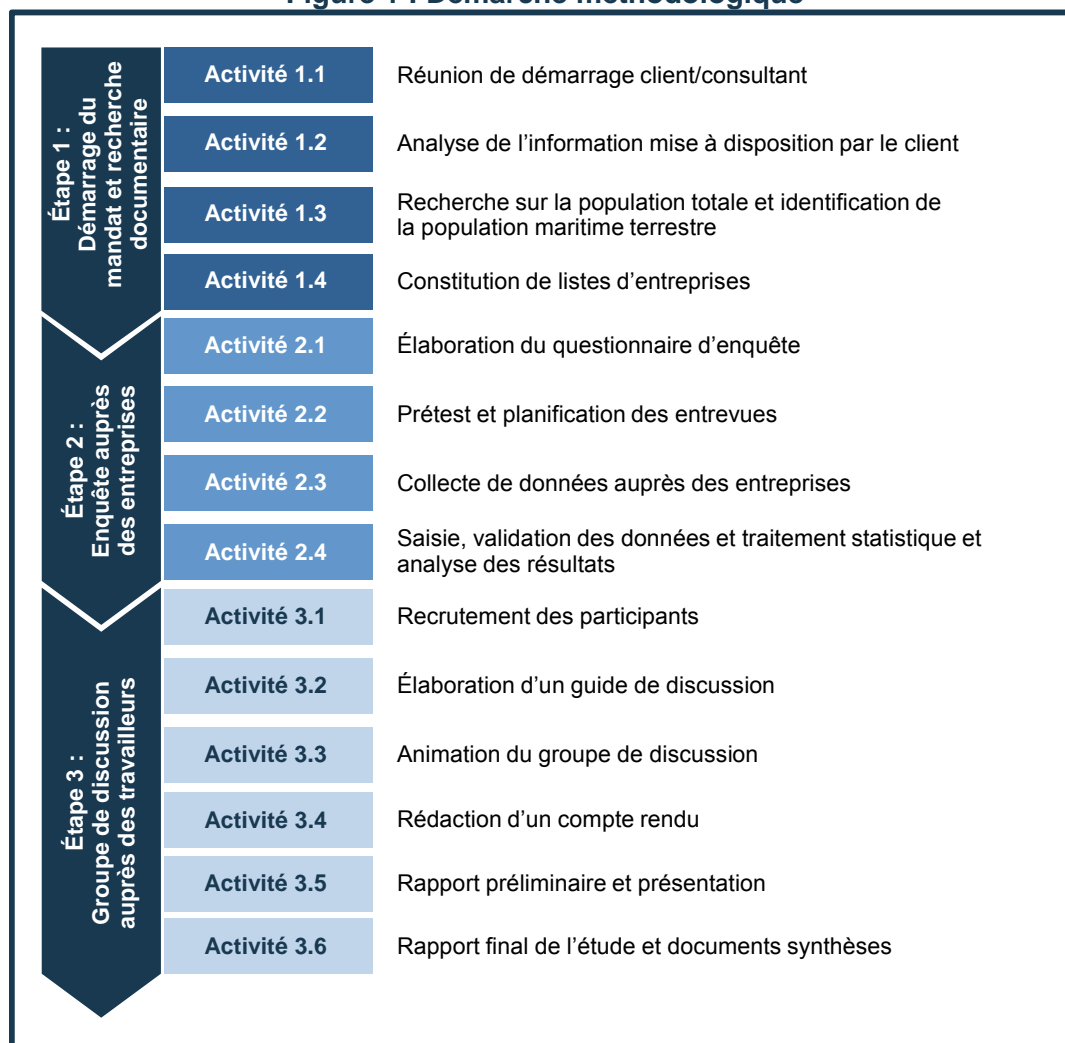 Figure 1 : Démarche méthodologique
Étape 1 :
Démarrage du
mandat et recherche
documentaire
Activité 1.1
Réunion de démarrage client/consultant
Activité 1.2
Analyse de l’information mise à disposition par le client
Activité 1.3
Recherche sur la population totale et identification de
la population maritime terrestre
Activité 1.4
Constitution de listes d’entreprises
Étape 2 :
Enquête auprès
des entreprises
Activité 2.1
Élaboration du questionnaire d’enquête
Activité 2.2
Prétest et planification des entrevues
Activité 2.3
Collecte de données auprès des entreprises
Activité 2.4
Saisie, validation des données et traitement statistique et
analyse des résultats
Étape 3 :
Groupe de discussion
auprès des travailleurs
Activité 3.1
Recrutement des participants
Activité 3.2
Élaboration d’un guide de discussion
Activité 3.3
Animation du groupe de discussion
Activité 3.4
Rédaction d’un compte rendu
Activité 3.5
Rapport préliminaire et présentation
Activité 3.6
Rapport final de l’étude et documents synthèses